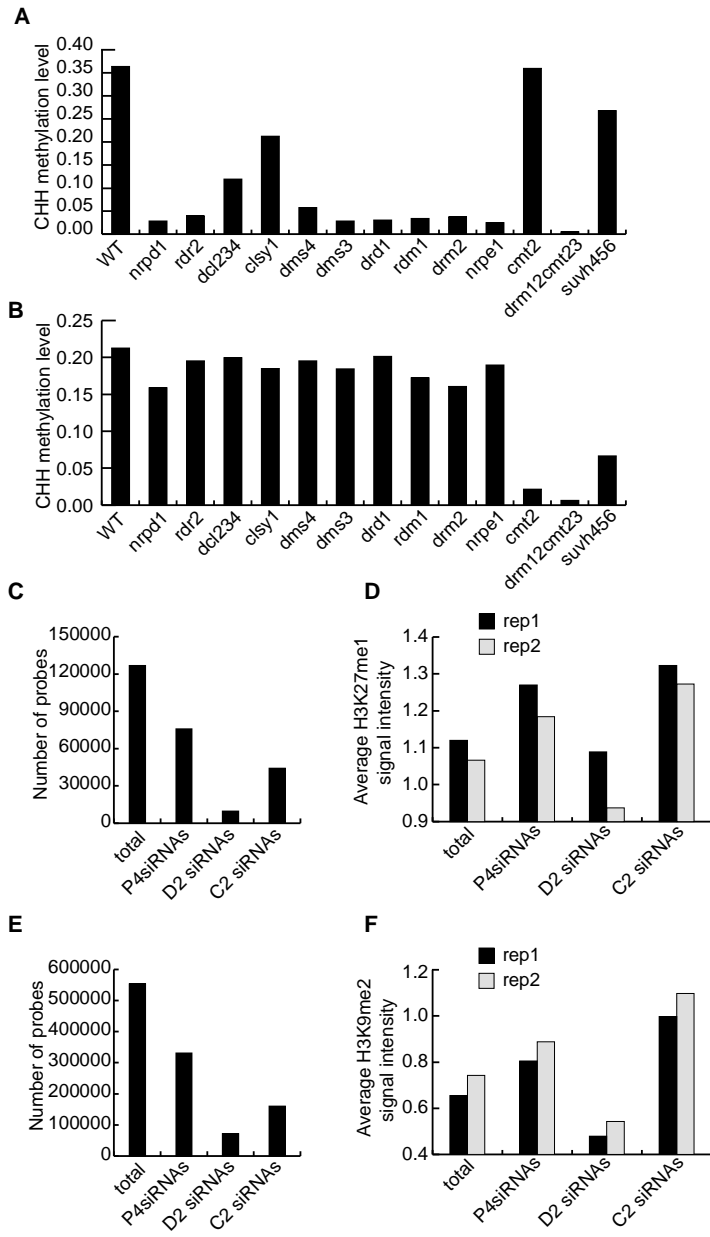 A
CHH methylation level
0.40
0.35
0.30
0.25
0.20
0.15
0.10
0.05
0.00
WT
nrpd1
rdr2
dcl234
clsy1
dms4
dms3
drd1
rdm1
drm2
nrpe1
cmt2
drm12cmt23
suvh456
B
CHH methylation level
0.25
0.20
0.15
0.10
0.05
0.00
WT
nrpd1
rdr2
dcl234
clsy1
dms4
dms3
drd1
rdm1
drm2
nrpe1
cmt2
drm12cmt23
suvh456
C
Number of probes
150000
120000
90000
60000
30000
0
total
P4siRNAs
D2 siRNAs
C2 siRNAs
D
rep1
rep2
Average H3K27me1
signal intensity
1.4
1.3
1.2
1.1
1.0
0.9
total
P4siRNAs
D2 siRNAs
C2 siRNAs
E
Number of probes
600000
500000
400000
300000
200000
100000
0
total
P4siRNAs
D2 siRNAs
C2 siRNAs
F
rep1
rep2
Average H3K9me2
signal intensity
1.2
1.0
0.8
0.6
0.4
total
P4siRNAs
D2 siRNAs
C2 siRNAs